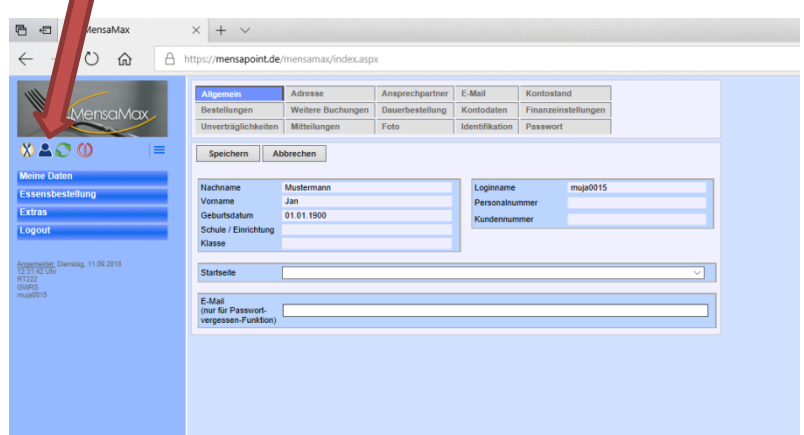 MensaMax
https://mensapoint.de/mensamax/index.aspx
MensaMax
Allgemein Adresse Ansprechpartner E-Mail Kontostand
Bestellungen Weitere Buchungen Dauerbestellung Kontodaten Finanzeinstellungen
Unverträglichkeiten Mitteilungen Foto Identifikation Passwort
Speichern Abbrechen
Meine Daten
Essensbestellung
Extras
Logout
Angemeldet: Dienstag, 11.09.2018
12:31:42 Uhr
RT222
GWRS
muja0015
Nachname Mustermann
Vorname Jan
Geburtsdatum 01.01.1900
Schule / Einrichtung
Klasse
Loginname muja0015
Personalnummer
Kundennummer
Startseite
E-Mail
(nur für Passwort-
vergessen-Funktion)